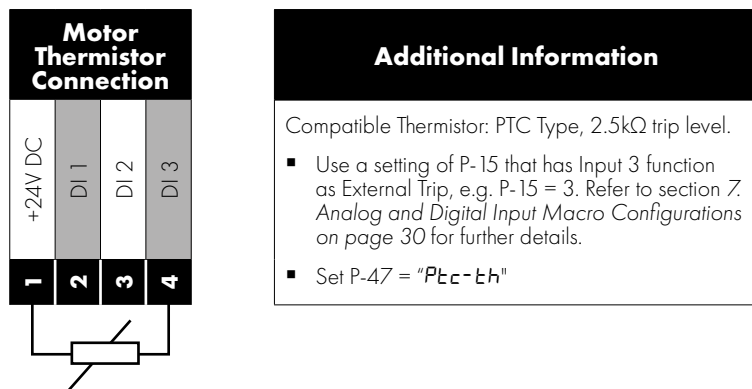 Motor
Thermistor
Connection
+24V DC
DI 1
DI 2
DI 3
1
2
3
4
Additional Information
Compatible Thermistor: PTC Type, 2.5kΩ trip level.
▪ Use a setting of P-15 that has Input 3 function
as External Trip, e.g. P-15 = 3. Refer to section 7.
Analog and Digital Input Macro Configurations
on page 30 for further details.
▪ Set P-47 = “Ptc-th"